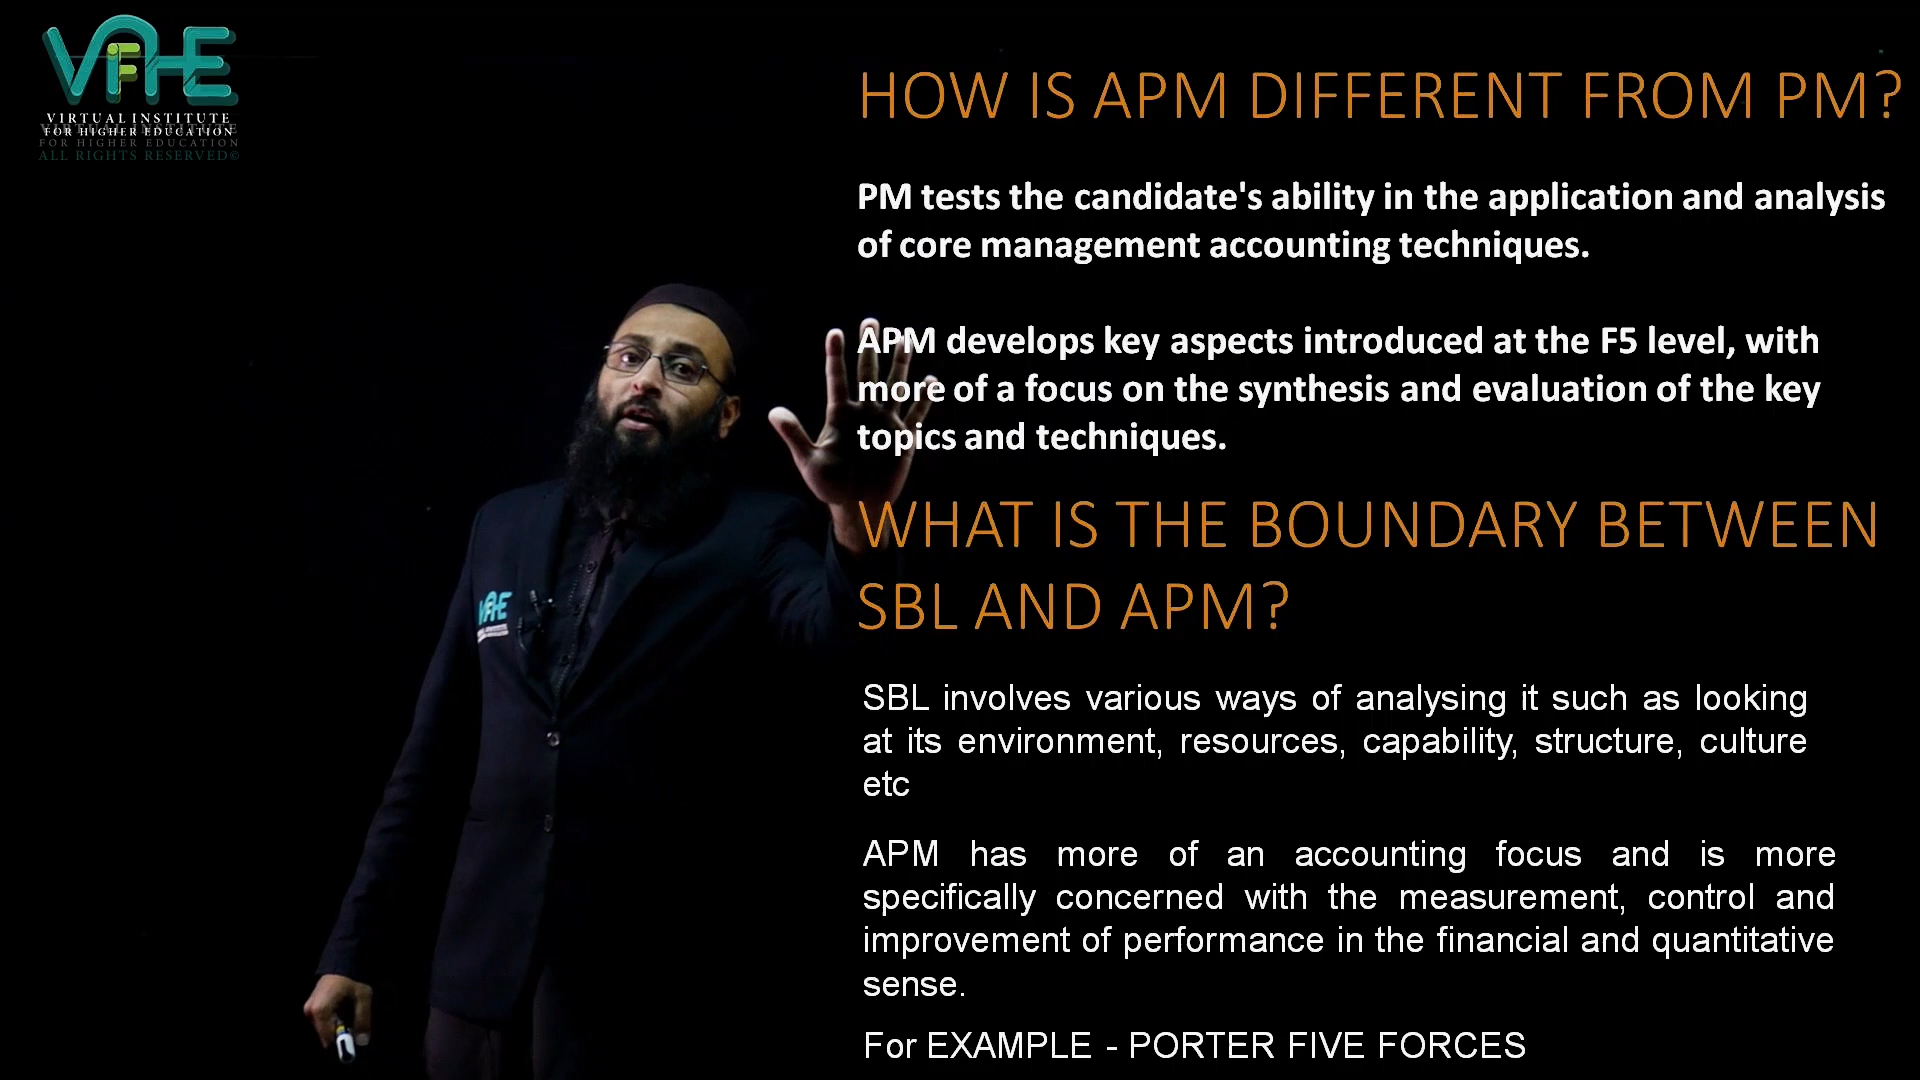 VFHE
VIRTUAL INSTITUTE
FOR HIGHER EDUCATION
FOR HIGHER EDUCATION
ALL RIGHTS RESERVED©
HOW IS APM DIFFERENT FROM PM?
PM tests the candidate's ability in the application and analysis
of core management accounting techniques.
APM develops key aspects introduced at the F5 level, with
more of a focus on the synthesis and evaluation of the key
topics and techniques.
WHAT IS THE BOUNDARY BETWEEN
SBL AND APM?
SBL involves various ways of analysing it such as looking
at its environment, resources, capability, structure, culture
etc
APM has more of an accounting focus and is more
specifically concerned with the measurement, control and
improvement of performance in the financial and quantitative
sense.
For EXAMPLE - PORTER FIVE FORCES
VFHE